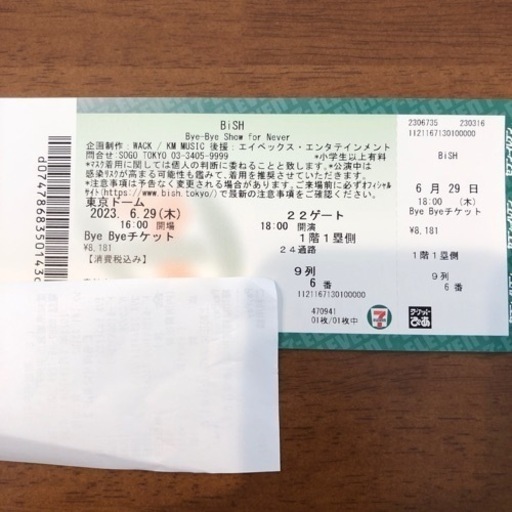 BiSH
Bye-Bye Show for Never
企画制作：WACK / KM MUSIC 後援：エイベックス・エンタテインメント
問合せ:SOGO TOKYO 03-3405-9999 *小学生以上有料
*マスク着用に関しては個人の判断に委ねることと致します。*公演中は
感染リスクが高まる可能性も鑑みて、着用を推奨させていただきます。
*注意事項は予告なく変更される場合があります。ご来場前に必ずオフィシャル
サイト(https://www.bish.tokyo/)で最新の注意事項をご確認ください。
東京ドーム
2023. 6.29(木) 22ゲート
16:00 開場 18:00 開演
Bye Byeチケット 1階1塁側
¥8,181 24通路
【消費税込み】
9列
6番
1121167130100000
470941
01枚/01枚中
チケットぴあ
2306735 230316
1121167130100000
BiSH
6月29日
18:00 (木)
Bye Byeチケット
¥8,181
1階1塁側
9列
6番
d07478683350143d